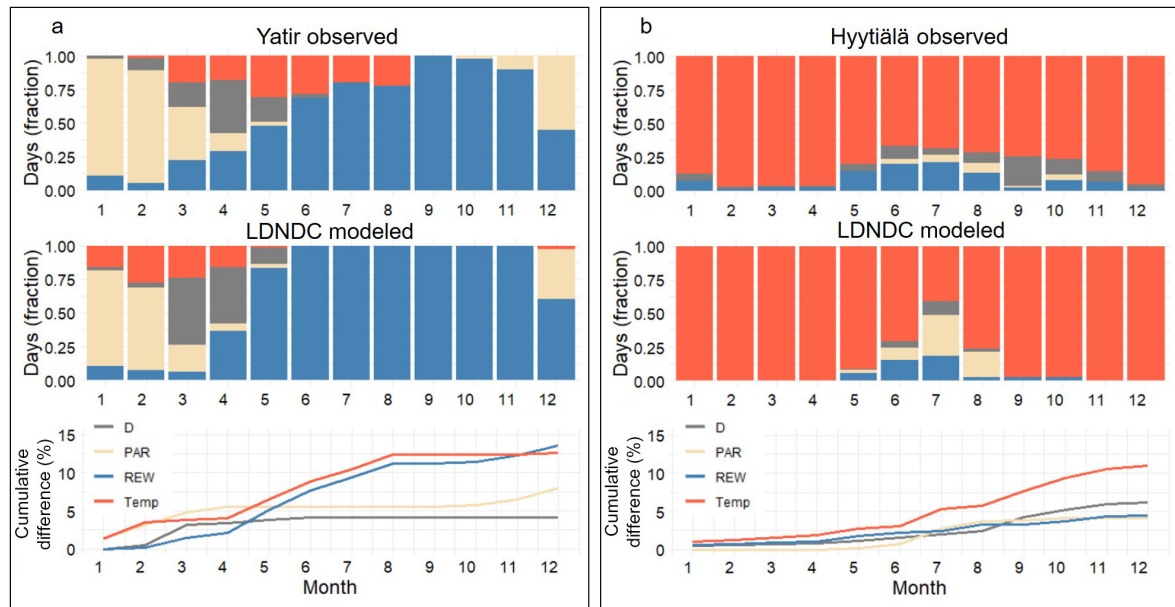 a
Yatir observed
Days (fraction)
1.00
0.75
0.50
0.25
0.00
1 2 3 4 5 6 7 8 9 10 11 12
LDNDC modeled
Days (fraction)
1.00
0.75
0.50
0.25
0.00
1 2 3 4 5 6 7 8 9 10 11 12
Cumulative
difference (%)
15
10
5
0
D
PAR
REW
Temp
1 2 3 4 5 6 7 8 9 10 11 12
Month
b
Hyytiälä observed
Days (fraction)
1.00
0.75
0.50
0.25
0.00
1 2 3 4 5 6 7 8 9 10 11 12
LDNDC modeled
Days (fraction)
1.00
0.75
0.50
0.25
0.00
1 2 3 4 5 6 7 8 9 10 11 12
Cumulative
difference (%)
15
10
5
0
D
PAR
REW
Temp
1 2 3 4 5 6 7 8 9 10 11 12
Month